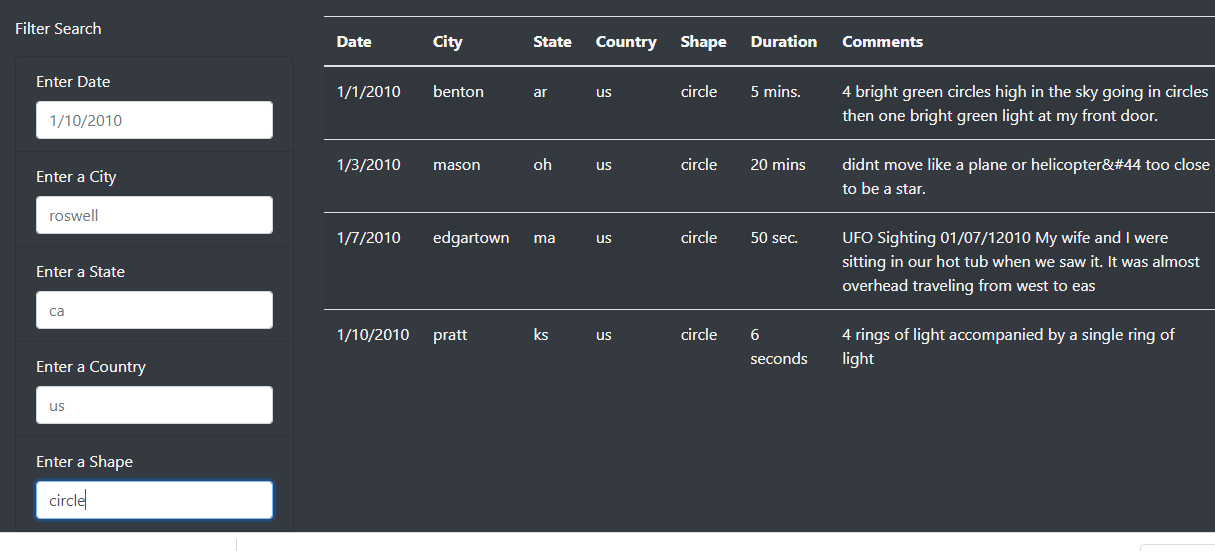 Filter Search
Enter Date
1/10/2010
Enter a City
roswell
Enter a State
ca
Enter a Country
us
Enter a Shape
circle
Date City State Country Shape Duration Comments
1/1/2010 benton ar us circle 5 mins. 4 bright green circles high in the sky going in circles
then one bright green light at my front door.
1/3/2010 mason oh us circle 20 mins didnt move like a plane or helicopter&#44 too close
to be a star.
1/7/2010 edgartown ma us circle 50 sec. UFO Sighting 01/07/12010 My wife and I were
sitting in our hot tub when we saw it. It was almost
overhead traveling from west to eas
1/10/2010 pratt ks us circle 6 4 rings of light accompanied by a single ring of
seconds light